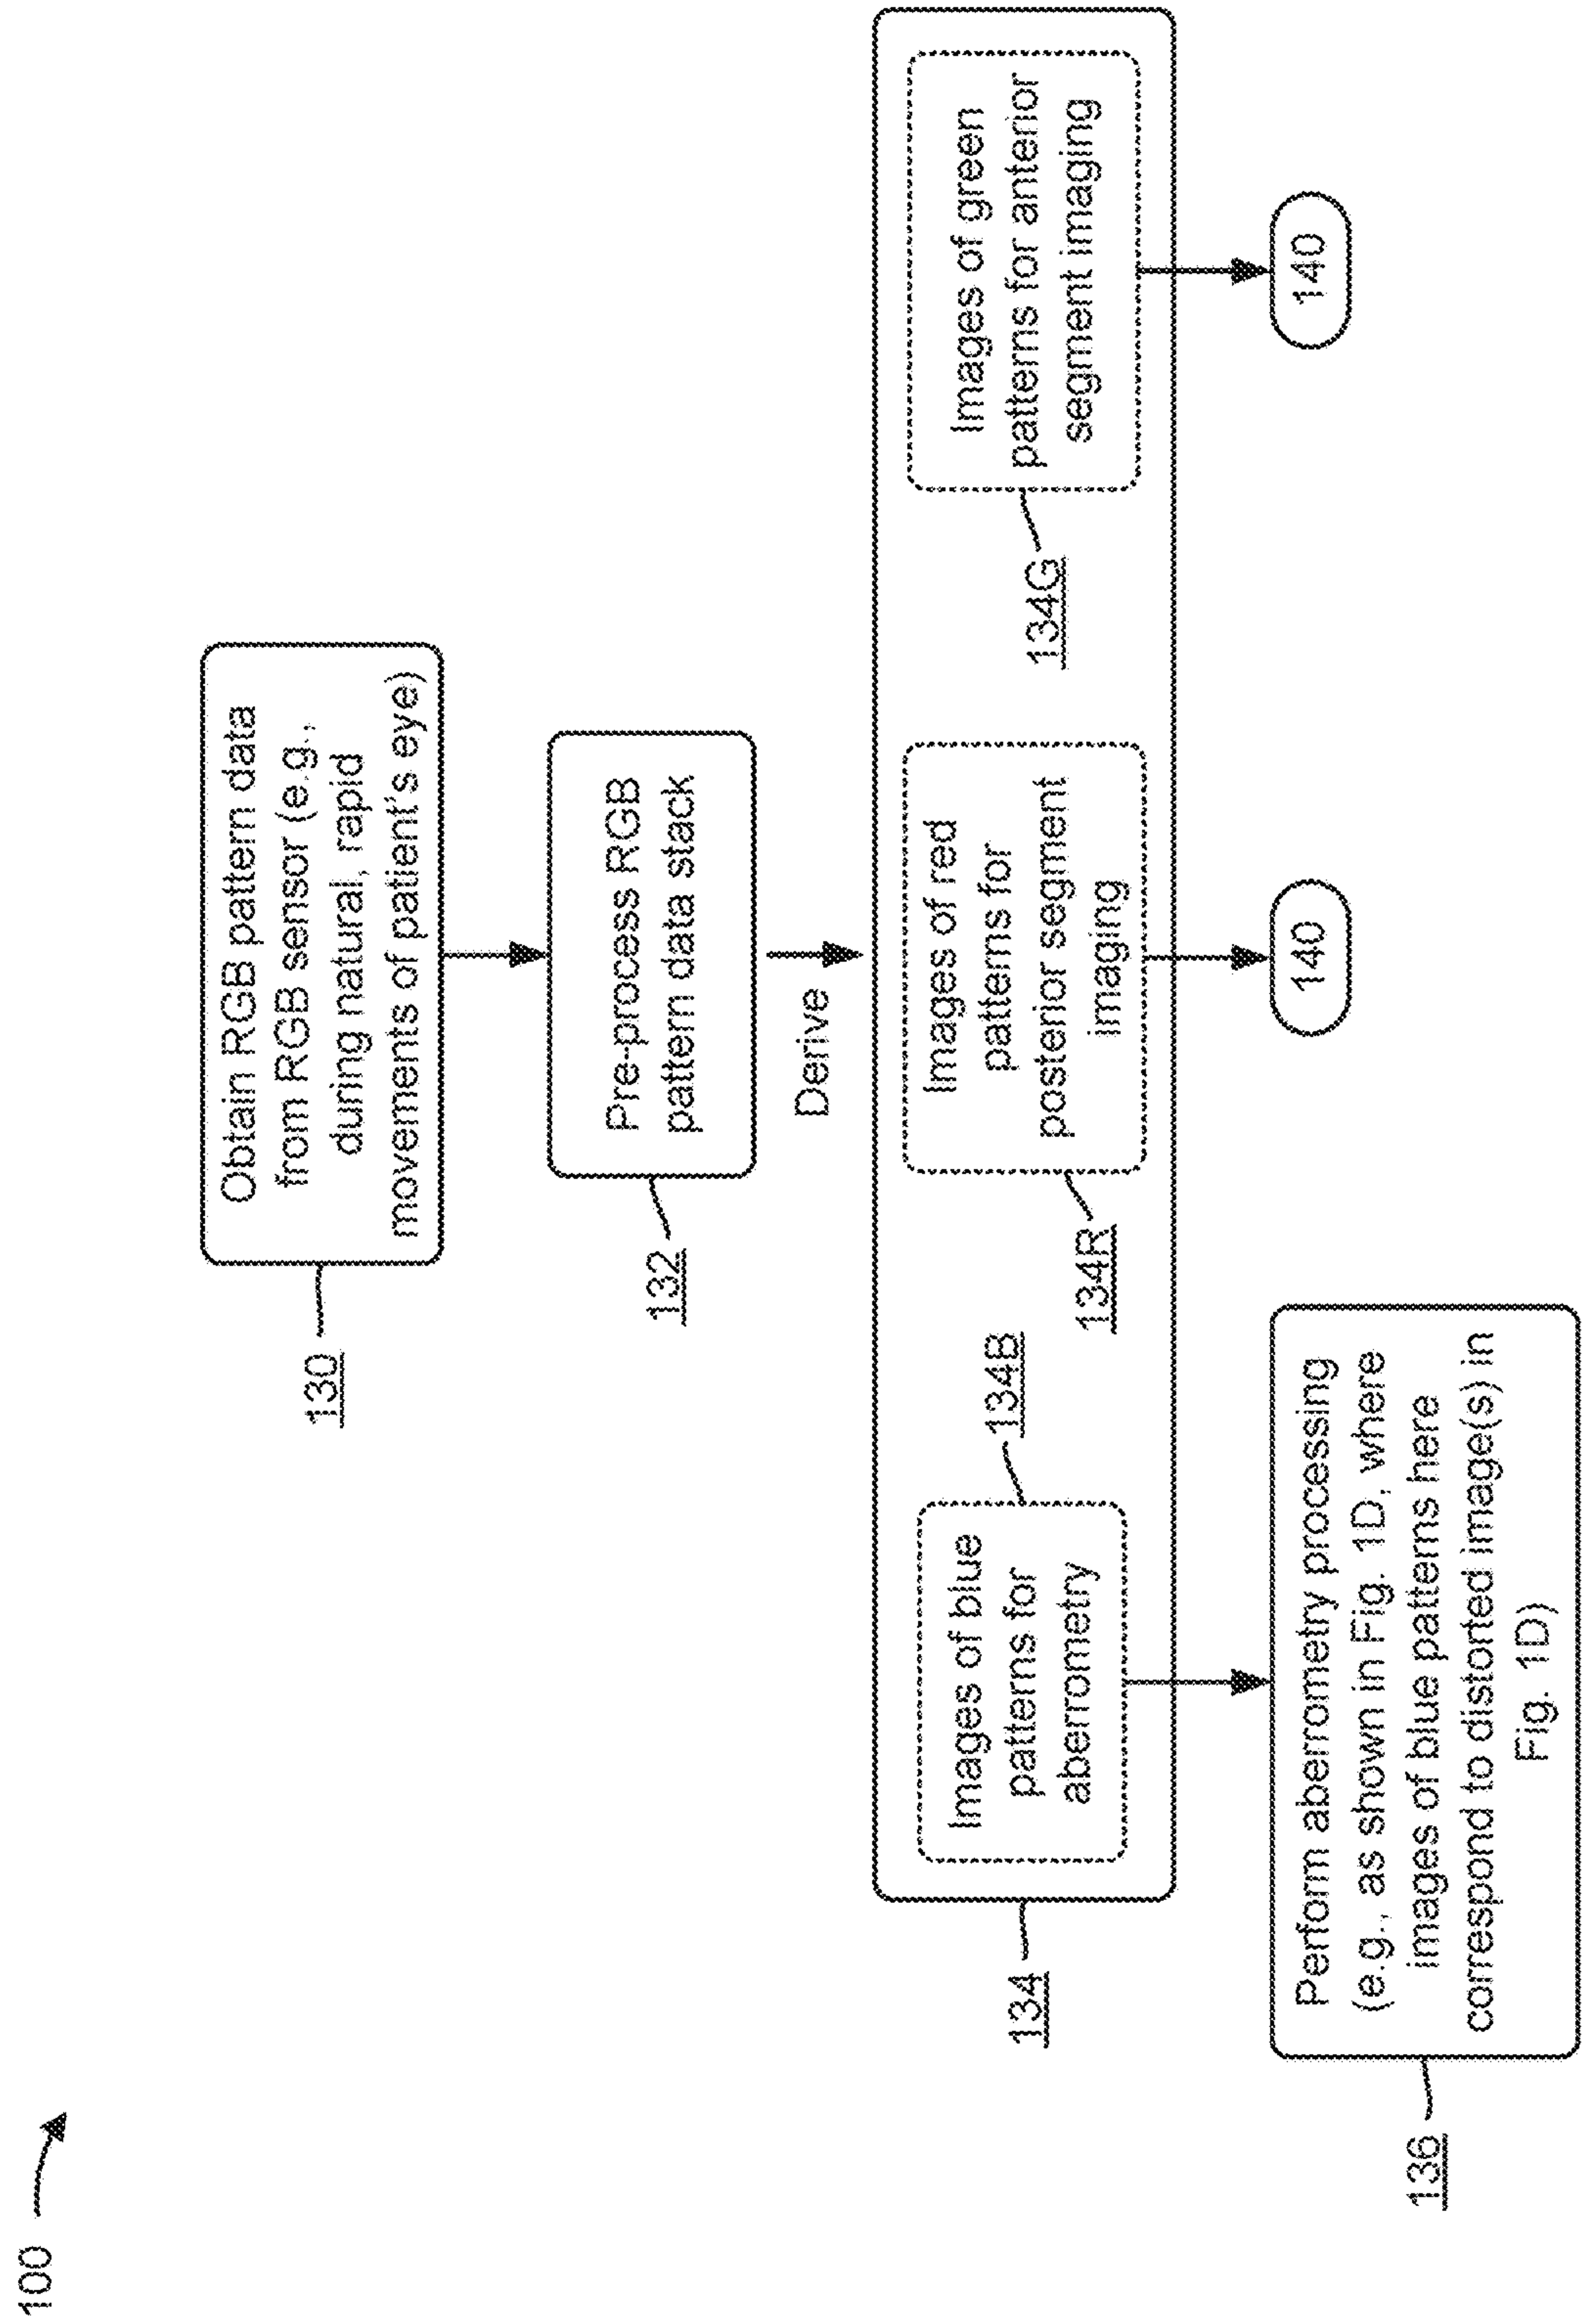 100
130
Obtain RGB pattern data
from RGB sensor (e.g.,
during natural, rapid
movements of patient's eye)
132
Pre-process RGB
pattern data stack
Derive
134
Images of blue
patterns for
aberrometry
134B
134R
Images of red
patterns for
posterior segment
imaging
134G
Images of green
patterns for anterior
segment imaging
136
Perform aberrometry processing
(e.g., as shown in Fig. 1D, where
images of blue patterns here
correspond to distorted image(s) in
Fig. 1D)
140
140